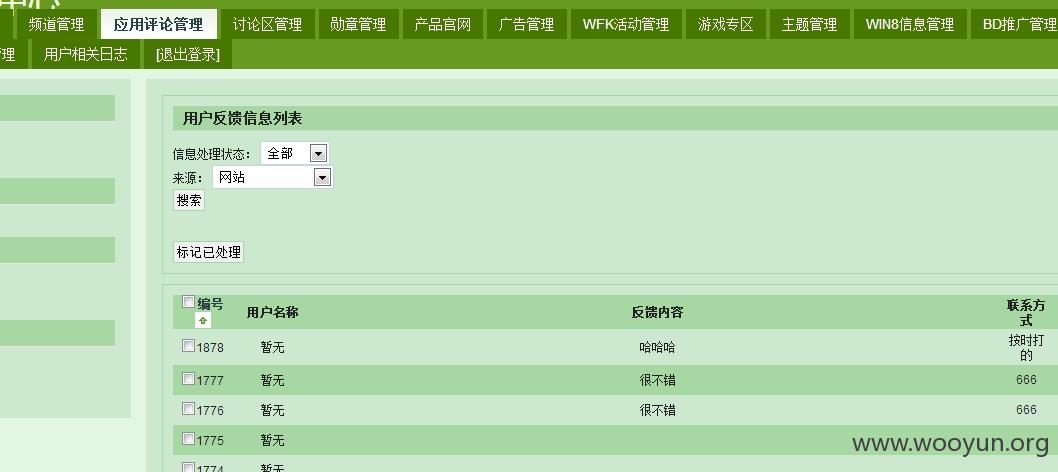 频道管理 应用评论管理 讨论区管理 勋章管理 产品官网 广告管理 WFK活动管理 游戏专区 主题管理 WIN8信息管理 BD推广管理
理 用户相关日志 [退出登录]
用户反馈信息列表
信息处理状态： 全部
来源： 网站
搜索
标记已处理
编号 用户名称 反馈内容 联系方式
1878 暂无 哈哈哈 按时打的
1777 暂无 很不错 666
1776 暂无 很不错 666
1775 暂无
1774 暂无
www.wooyun.org